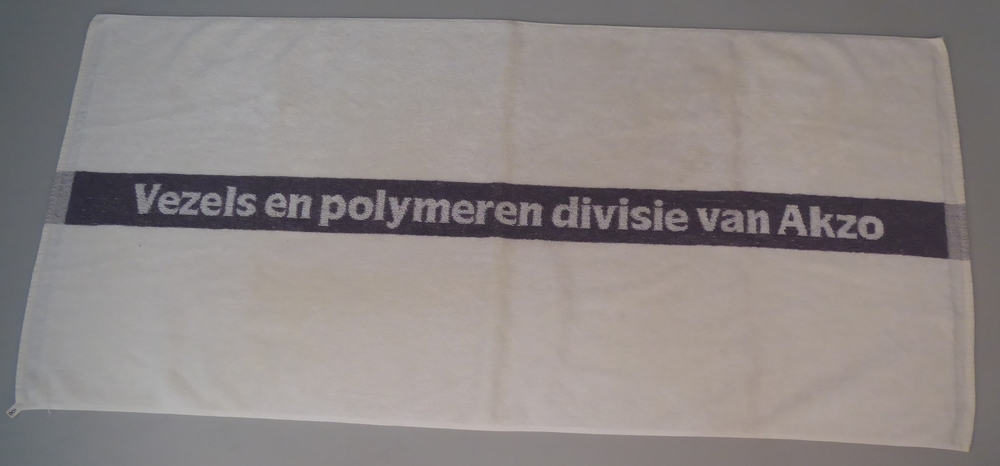 Vezels en polymeren divisie van Akzo